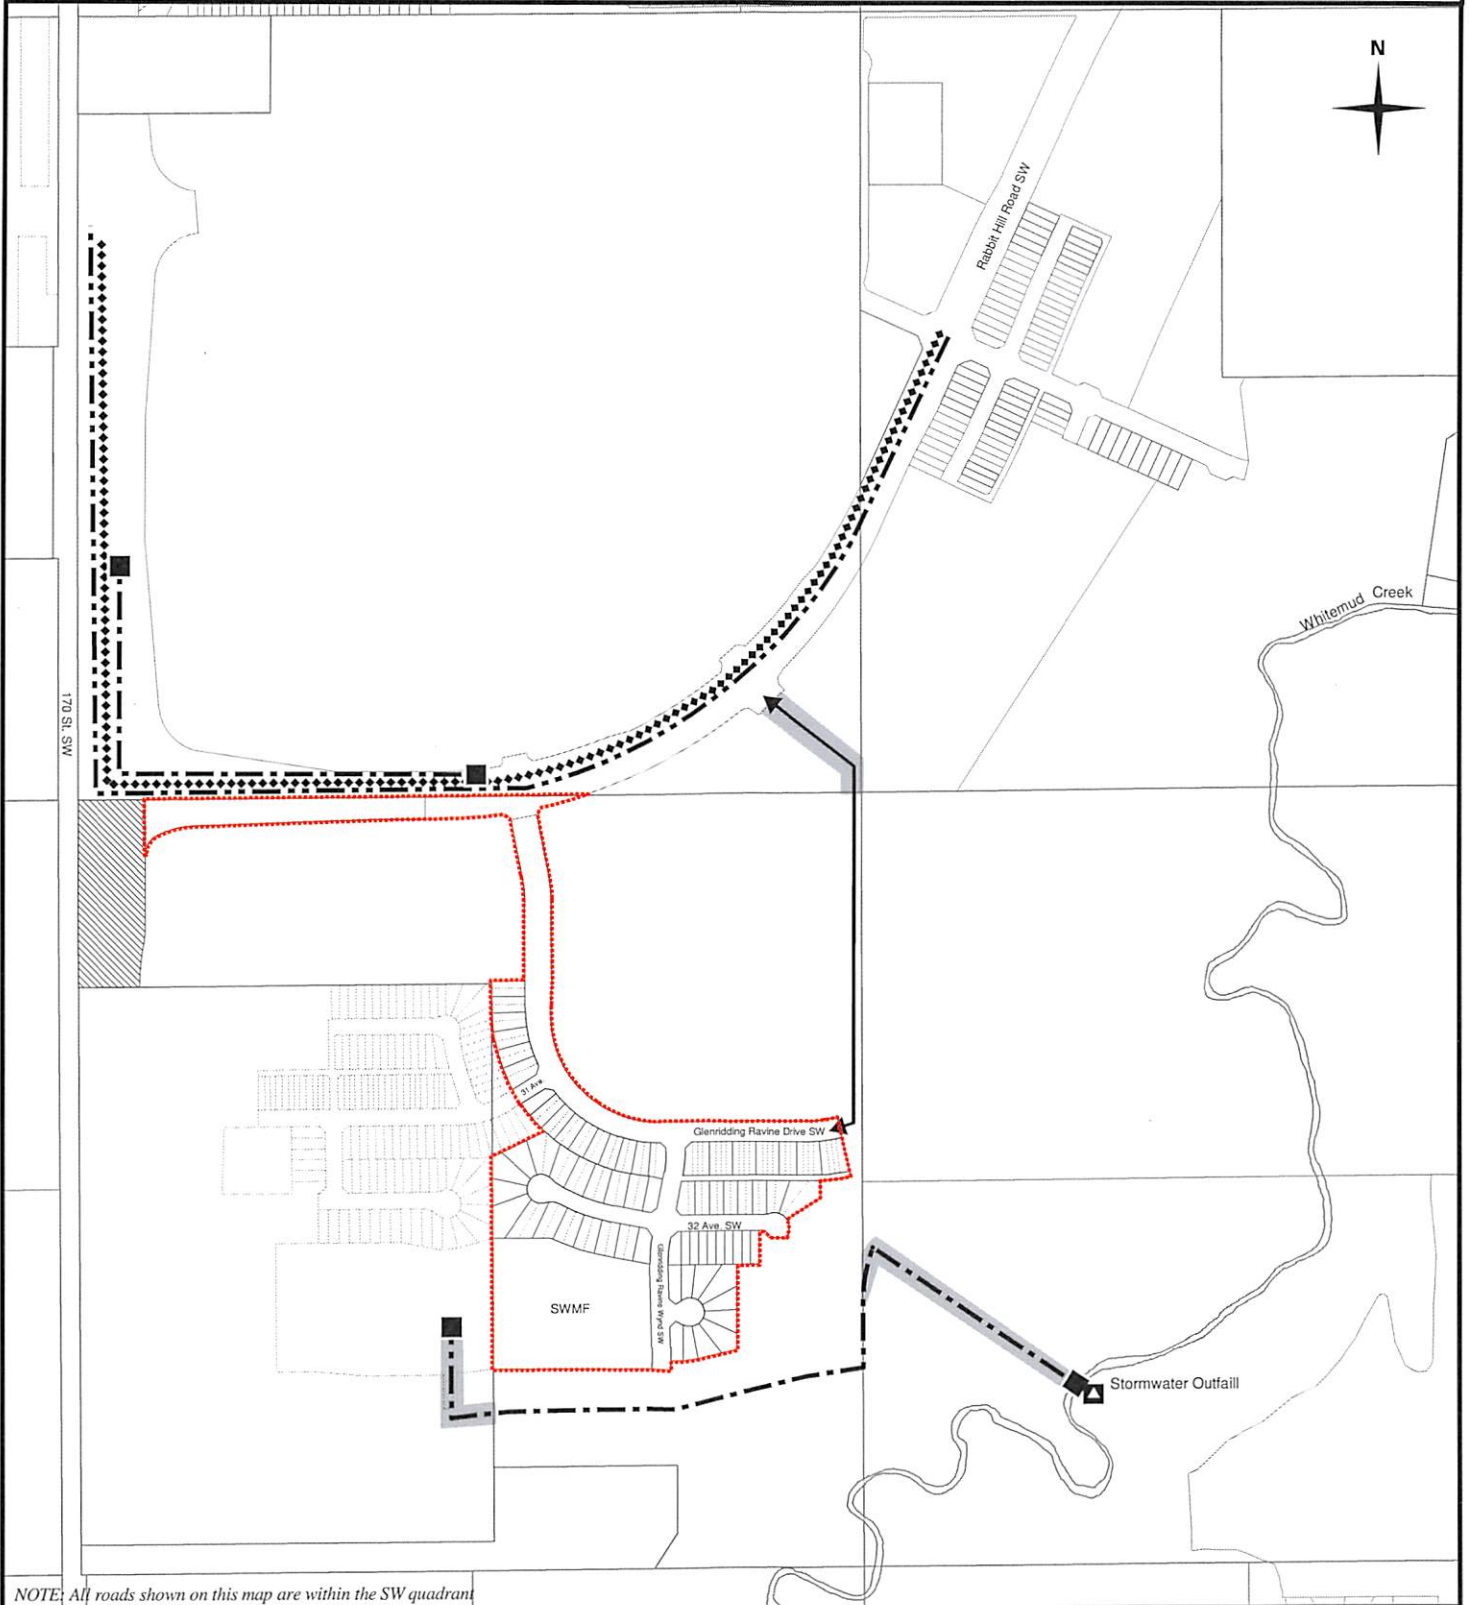 N
Rabbit Hill Road SW
Whitemud Creek
170 St. SW
31 Ave.
Glenridding Ravine Drive SW
32 Ave. SW
Glenridding Ravine Wynd SW
SWMF
Stormwater Outfaill
NOTE: All roads shown on this map are within the SW quadrant